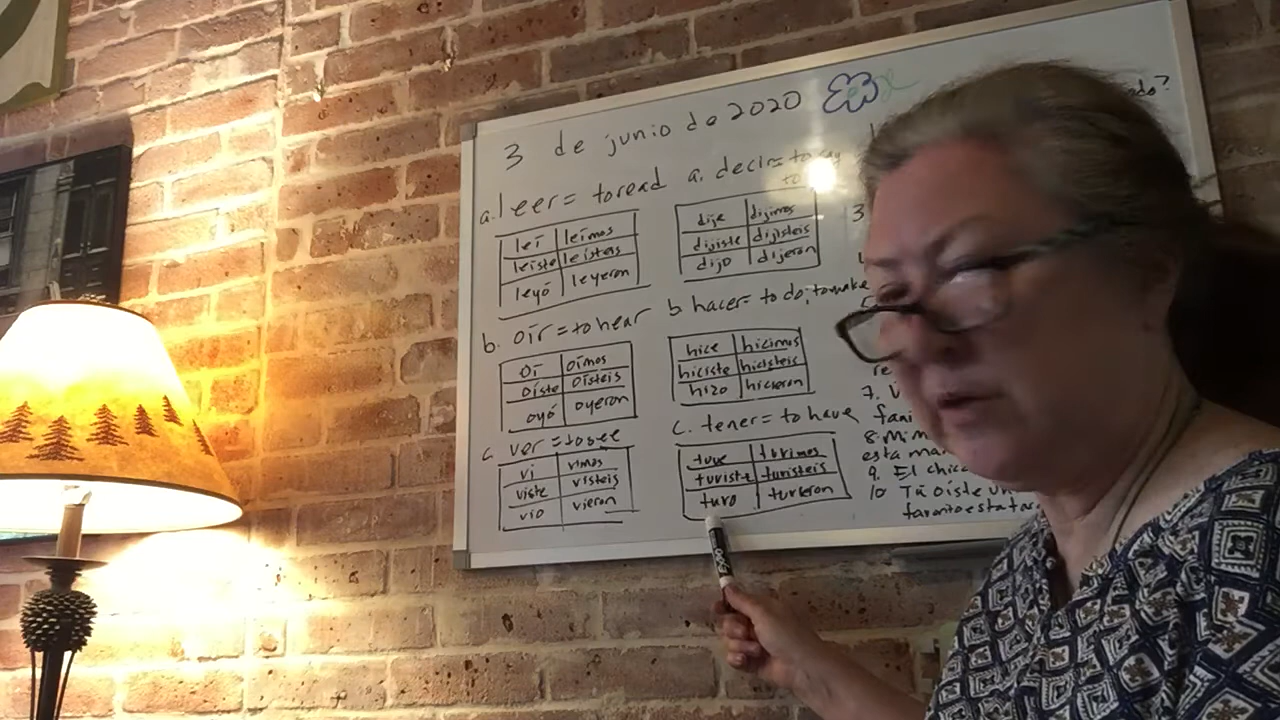 3 de junio de 2020
a. leer = to read
leí leímos
leíste leísteis
leyó leyeron
b. oír = to hear
oí oímos
oíste oísteis
oyó oyeron
c. ver = to see
vi vimos
viste visteis
vio vieron
a. decir = to say
to
dije dijimos
dijiste dijisteis
dijo dijeron
b hacer = to do; to make
hice hicimos
hiciste hicisteis
hizo hicieron
c. tener = to have
tuve tuvimos
tuviste tuvisteis
tuvo tuvieron
3
7.
8.
esta
9. El chico
10 Tú oíste
EXPO